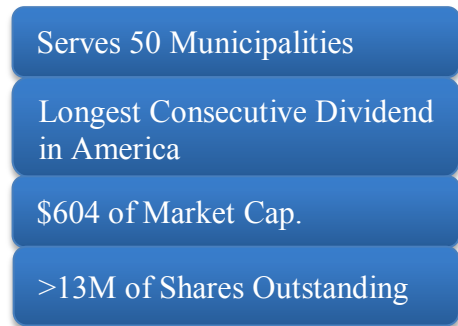 Serves 50 Municipalities
Longest Consecutive Dividend
in America
$604 of Market Cap.
>13M of Shares Outstanding